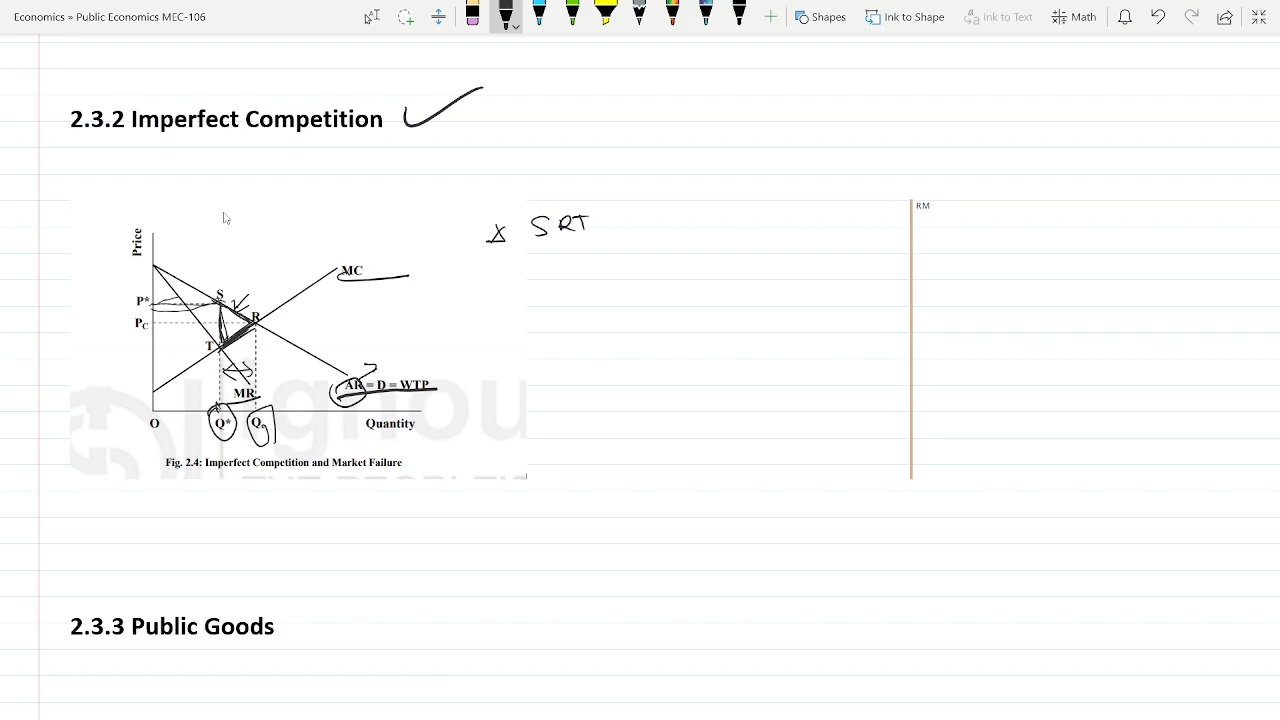 Economics » Public Economics MEC-106
Shapes
Ink to Shape
Ink to Text
Math
2.3.2 Imperfect Competition
RM
Δ SRT
Price
MC
P*
S
PC
R
T
AR = D = WTP
MR
O
Q*
Quantity
ignou
Fig. 2.4: Imperfect Competition and Market Failure
2.3.3 Public Goods